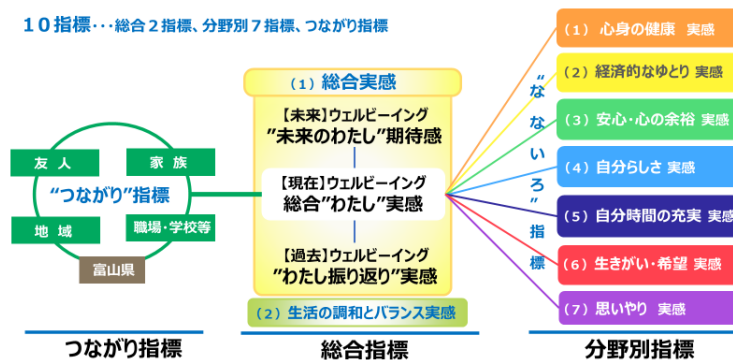 10指標･･･総合2指標、分野別7指標、つながり指標
友人
家族
“つながり”指標
地域
職場・学校等
富山県
つながり指標
（1）総合実感
【未来】ウェルビーイング
”未来のわたし”期待感
【現在】ウェルビーイング
総合”わたし”実感
【過去】ウェルビーイング
”わたし振り返り”実感
（2）生活の調和とバランス実感
総合指標
“なないろ”指標
（1）心身の健康 実感
（2）経済的なゆとり 実感
（3）安心・心の余裕 実感
（4）自分らしさ 実感
（5）自分時間の充実 実感
（6）生きがい・希望 実感
（7）思いやり 実感
分野別指標